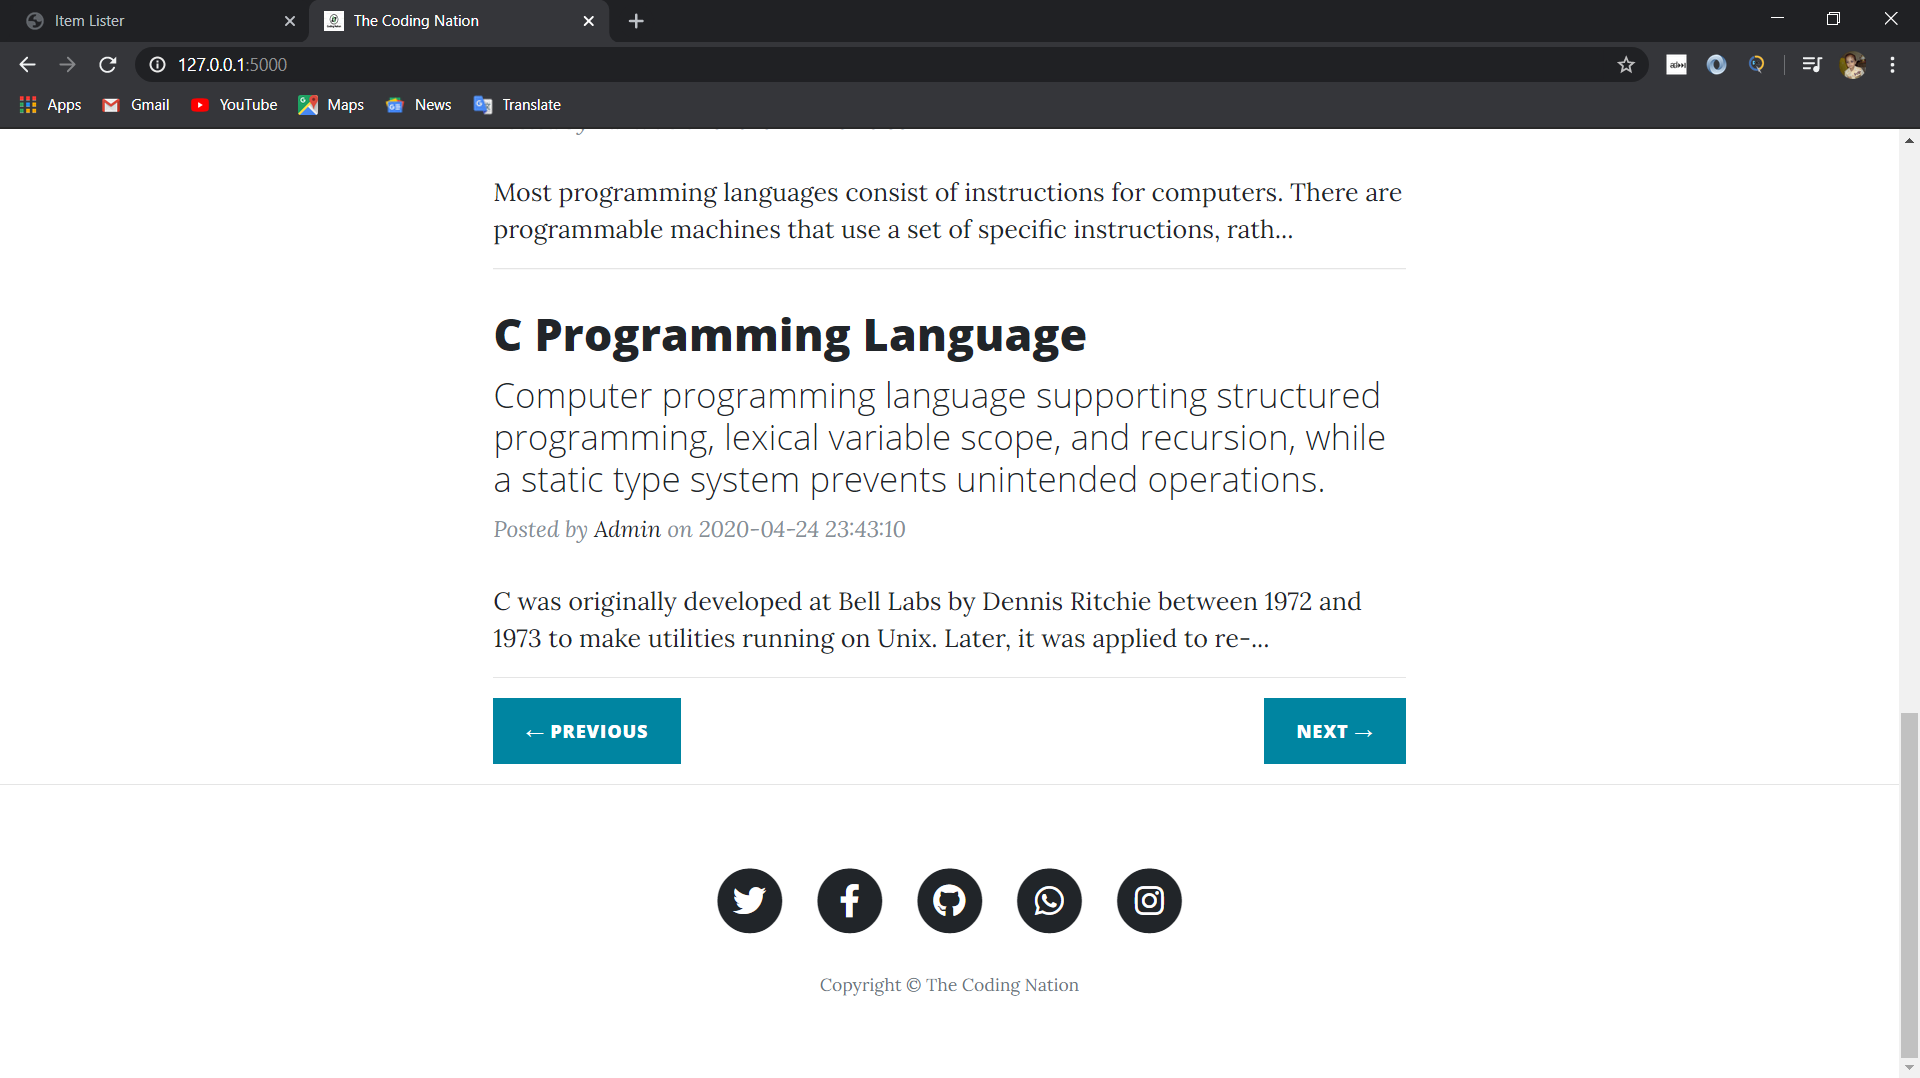 Item Lister
The Coding Nation
127.0.0.1:5000
Apps Gmail YouTube Maps News Translate
Most programming languages consist of instructions for computers. There are
programmable machines that use a set of specific instructions, rath...
C Programming Language
Computer programming language supporting structured
programming, lexical variable scope, and recursion, while
a static type system prevents unintended operations.
Posted by Admin on 2020-04-24 23:43:10
C was originally developed at Bell Labs by Dennis Ritchie between 1972 and
1973 to make utilities running on Unix. Later, it was applied to re-...
← PREVIOUS
NEXT →
Copyright © The Coding Nation